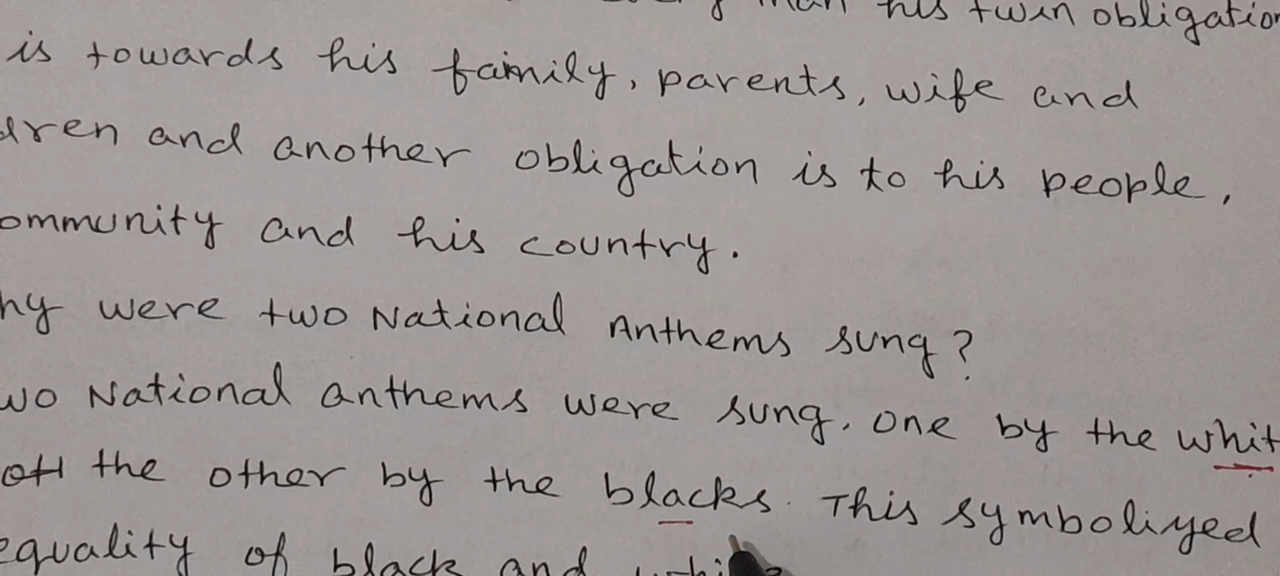 his twin obligation
is towards his family, parents, wife and
dren and another obligation is to his people,
ommunity and his country.
hy were two National Anthems sung?
wo National anthems were sung, one by the whit
the other by the blacks. This symboliyed
equality of black and